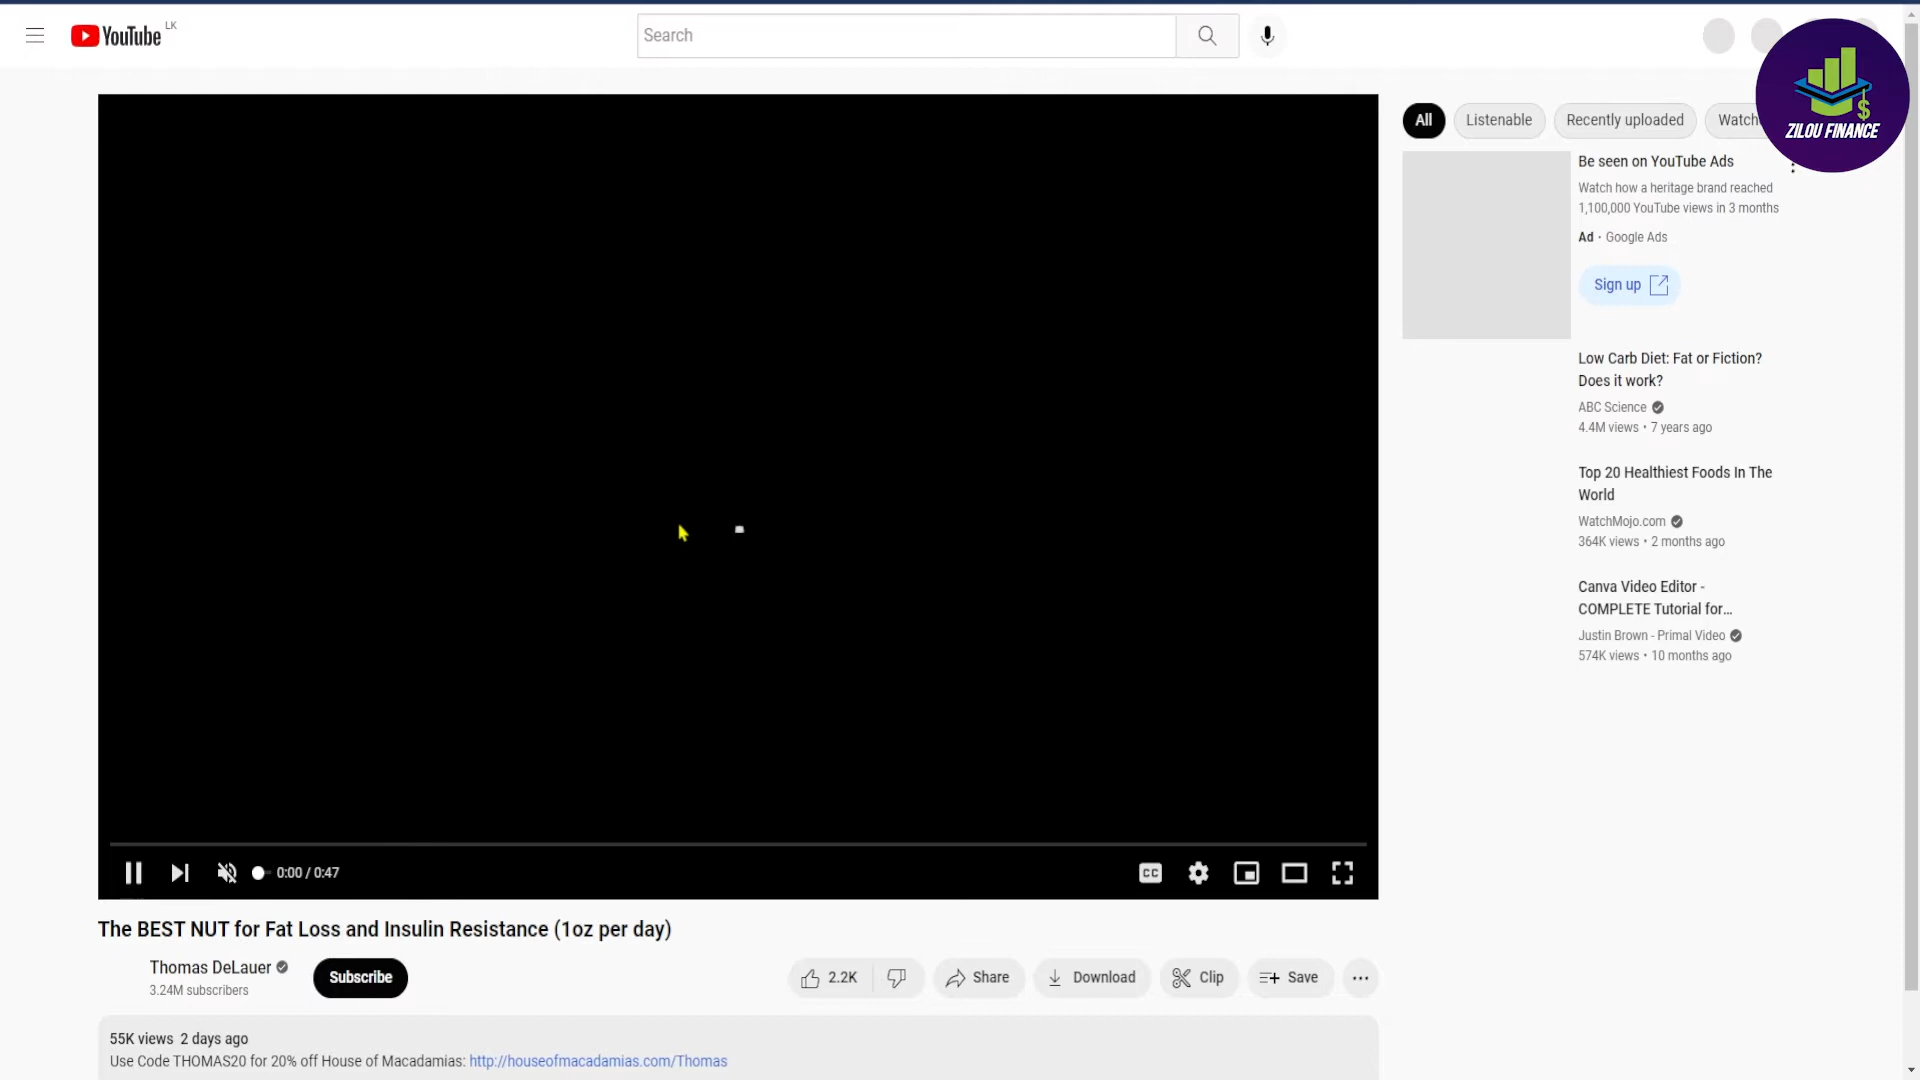 YouTube LK
Search
ZILOU FINANCE
All
Listenable
Recently uploaded
Be seen on YouTube Ads
Watch how a heritage brand reached
1,100,000 YouTube views in 3 months
Ad · Google Ads
Sign up
Low Carb Diet: Fat or Fiction?
Does it work?
ABC Science
4.4M views • 7 years ago
Top 20 Healthiest Foods In The
World
WatchMojo.com
364K views • 2 months ago
Canva Video Editor -
COMPLETE Tutorial for...
Justin Brown - Primal Video
574K views • 10 months ago
0:00 / 0:47
CC
The BEST NUT for Fat Loss and Insulin Resistance (1oz per day)
Thomas DeLauer
3.24M subscribers
Subscribe
2.2K
Share
Download
Clip
Save
55K views 2 days ago
Use Code THOMAS20 for 20% off House of Macadamias: http://houseofmacadamias.com/Thomas